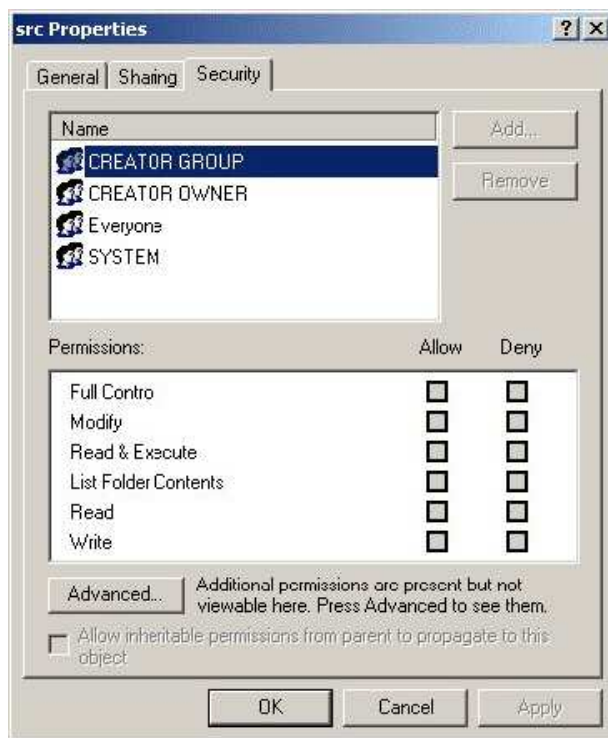 src Properties
? X
General Sharing Security
Name
Add...
CREATOR GROUP
Remove
CREATOR OWNER
Everyone
SYSTEM
Permissions: Allow Deny
Full Contro
Modify
Read & Execute
List Folder Contents
Read
Write
Advanced... Additional permissions are present but not
viewable here. Press Advanced to see them.
Allow inheritable permissions from parent to propagate to this
object
OK Cancel Apply